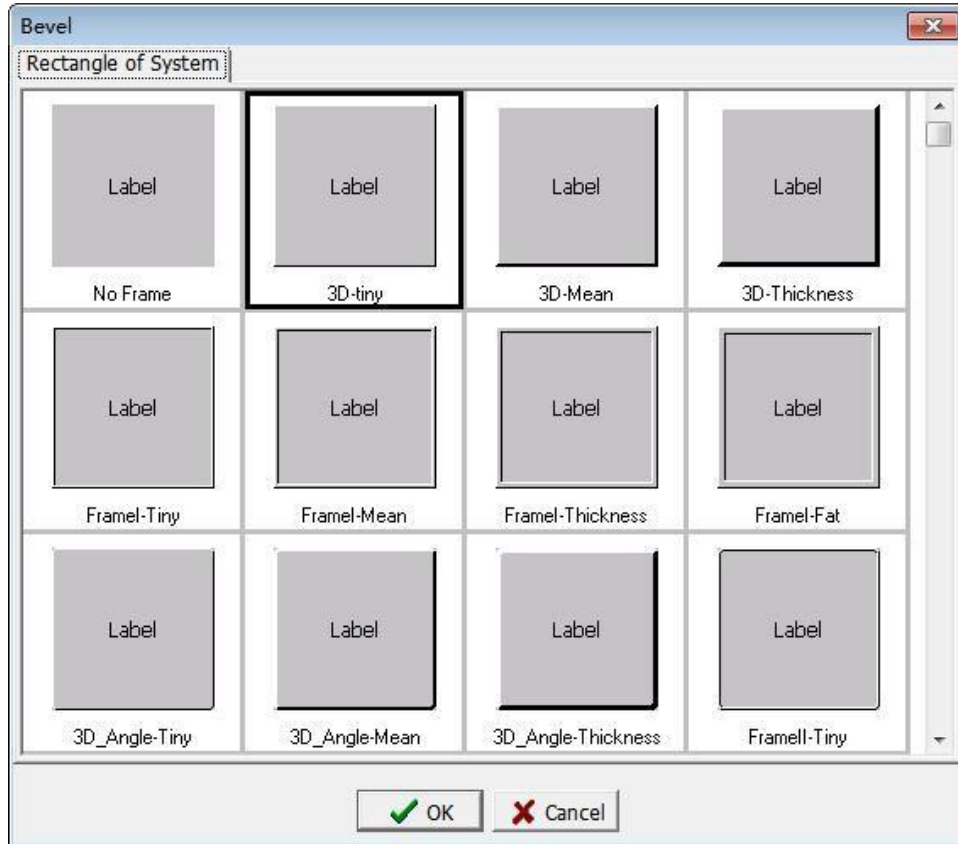 Bevel
Rectangle of System
Label Label Label Label
No Frame 3D-tiny 3D-Mean 3D-Thickness
Label Label Label Label
Framel-Tiny Framel-Mean Framel-Thickness Framel-Fat
Label Label Label Label
3D_Angle-Tiny 3D_Angle-Mean 3D_Angle-Thickness Framell-Tiny
OK Cancel